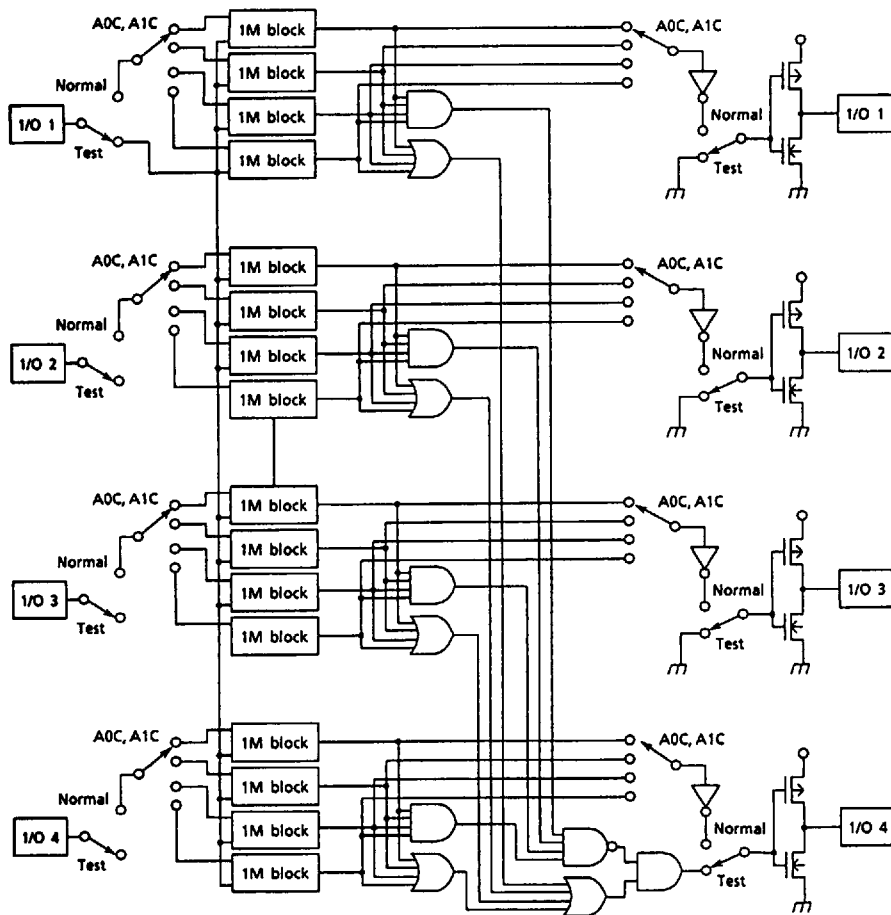 A0C, A1C
1M block
A0C, A1C
1M block
Normal
1M block
Normal
I/O 1
I/O 1
Test
1M block
Test
A0C, A1C
1M block
A0C, A1C
1M block
Normal
Normal
1M block
I/O 2
I/O 2
Test
1M block
Test
A0C, A1C
1M block
A0C, A1C
1M block
Normal
Normal
1M block
I/O 3
I/O 3
Test
1M block
Test
A0C, A1C
1M block
A0C, A1C
1M block
Normal
Normal
1M block
I/O 4
I/O 4
Test
1M block
Test